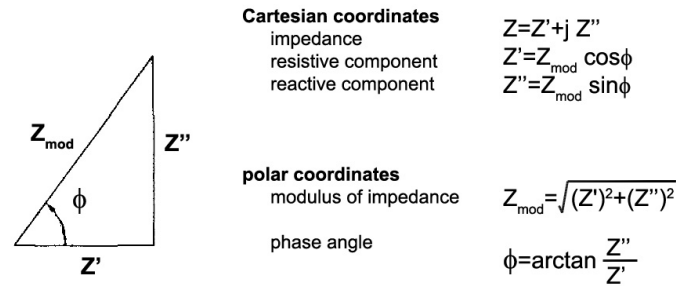 Z_mod
Z''
ϕ
Z'
Cartesian coordinates
impedance Z=Z'+j Z''
resistive component Z'=Z_mod cosϕ
reactive component Z''=Z_mod sinϕ
polar coordinates
modulus of impedance Z_mod=√(Z')²+(Z'')²
phase angle ϕ=arctan Z''/Z'